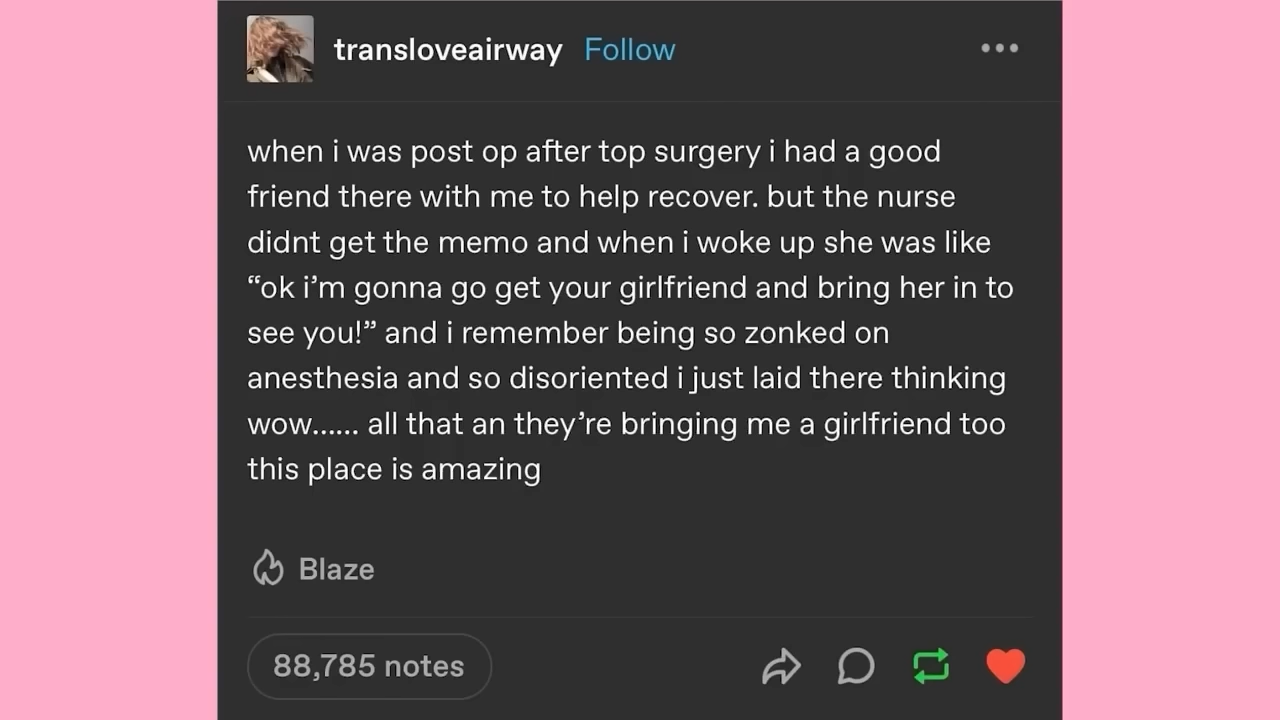 transloveairway Follow
when i was post op after top surgery i had a good
friend there with me to help recover. but the nurse
didnt get the memo and when i woke up she was like
“ok i’m gonna go get your girlfriend and bring her in to
see you!” and i remember being so zonked on
anesthesia and so disoriented i just laid there thinking
wow...... all that an they’re bringing me a girlfriend too
this place is amazing
Blaze
88,785 notes